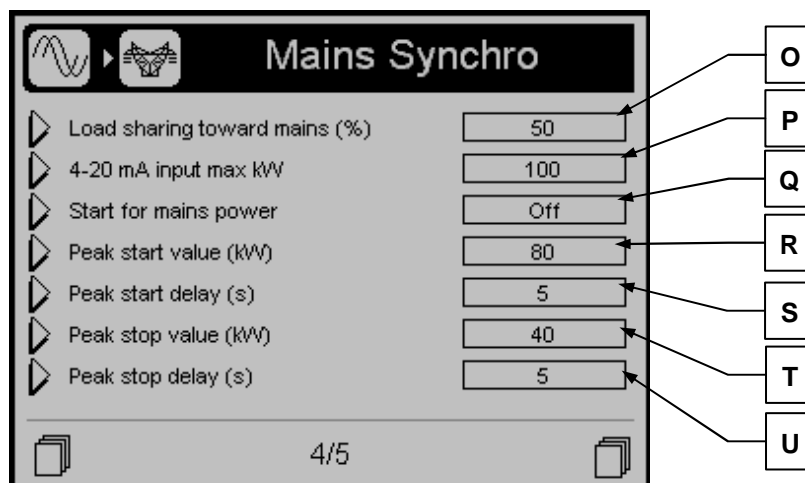 Mains Synchro
Load sharing toward mains (%) 50 O
4-20 mA input max kW 100 P
Start for mains power Off Q
Peak start value (kW) 80 R
Peak start delay (s) 5 S
Peak stop value (kW) 40 T
Peak stop delay (s) 5 U
4/5